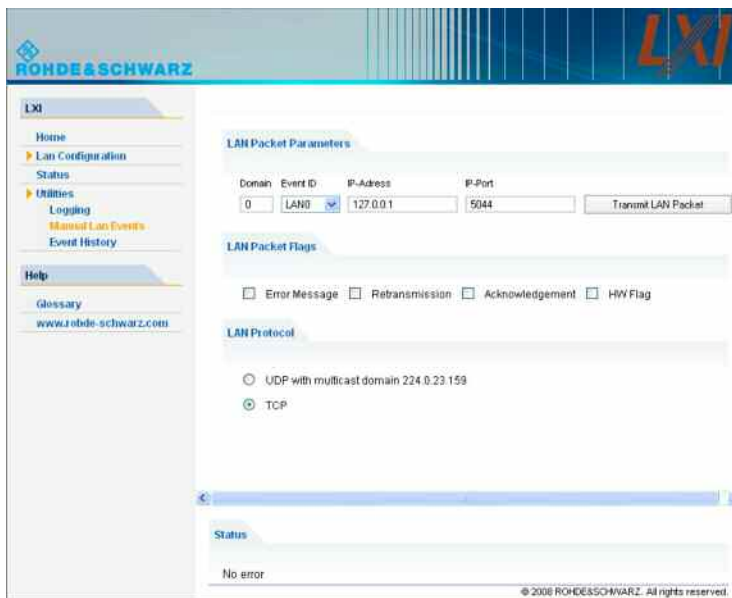 ROHDE&SCHWARZ
LXI
LXI
Home
Lan Configuration
Status
Utilities
Logging
Manual Lan Events
Event History
Help
Glossary
www.rohde-schwarz.com
LAN Packet Parameters
Domain Event ID IP-Adress IP-Port
0 LAN0 127.0.0.1 5044 Transmit LAN Packet
LAN Packet Flags
Error Message Retransmission Acknowledgement HW Flag
LAN Protocol
UDP with multicast domain 224.0.23.159
TCP
Status
No error
© 2008 ROHDE&SCHWARZ. All rights reserved.